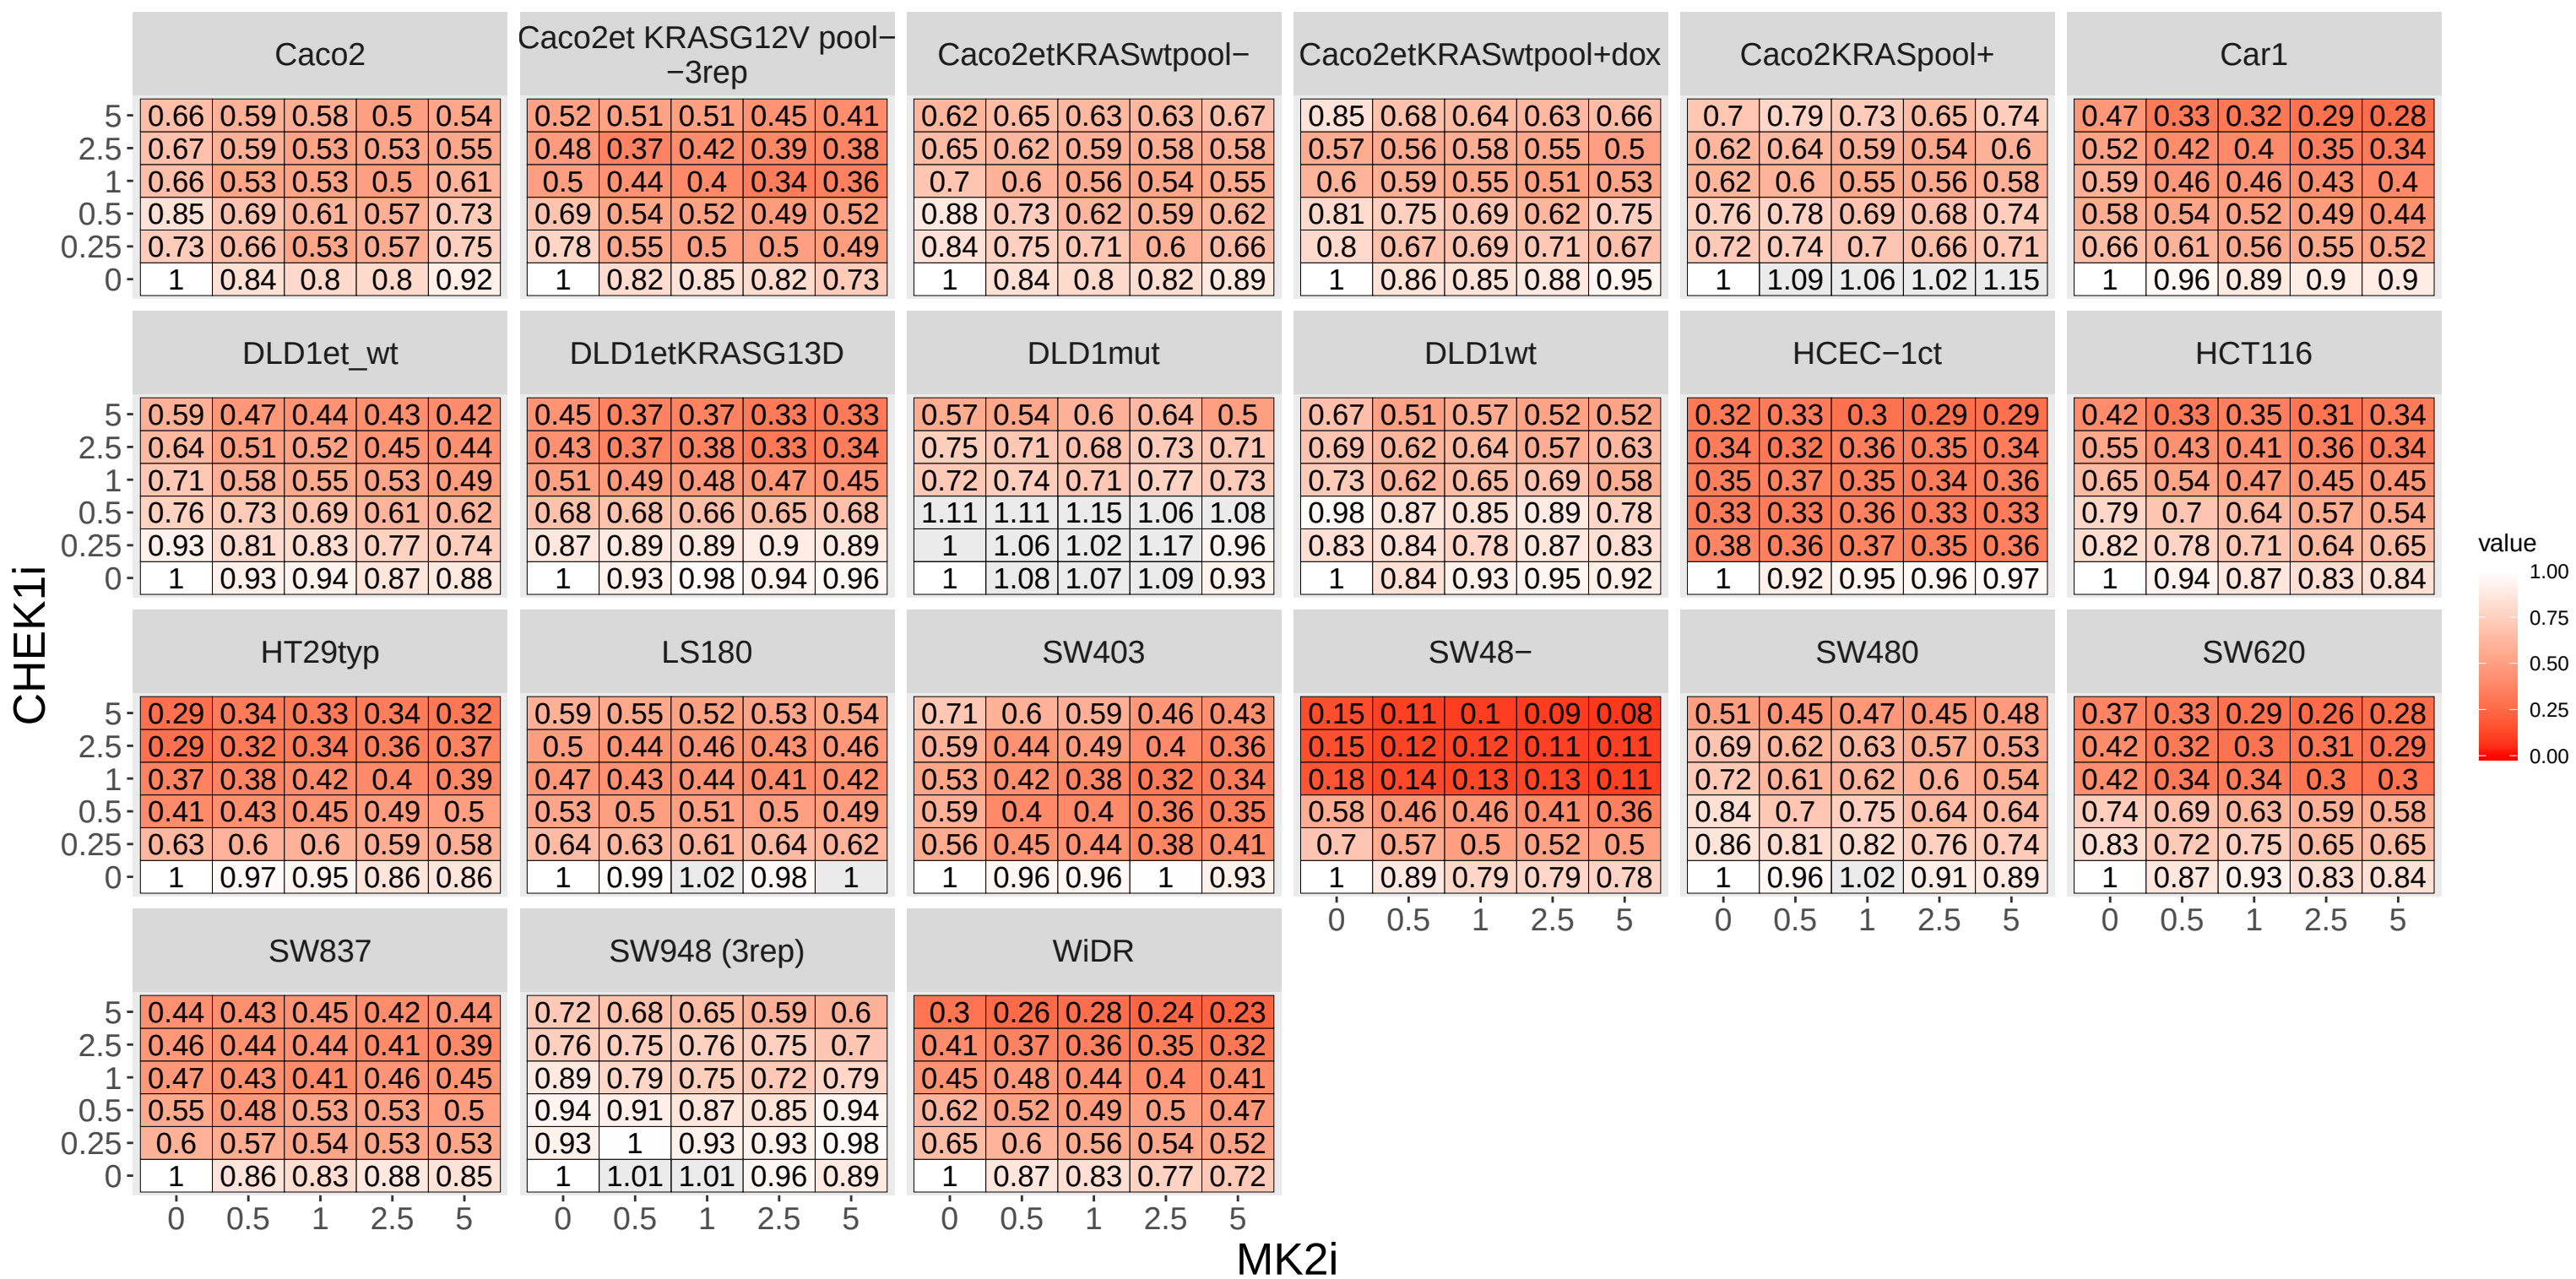 Caco2 Caco2et KRASG12V pool− Caco2etKRASwtpool− Caco2etKRASwtpool+dox Caco2KRASpool+ Car1
−3rep
5 0.66 0.59 0.58 0.5 0.54 0.52 0.51 0.51 0.45 0.41 0.62 0.65 0.63 0.63 0.67 0.85 0.68 0.64 0.63 0.66 0.7 0.79 0.73 0.65 0.74 0.47 0.33 0.32 0.29 0.28
2.5 0.67 0.59 0.53 0.53 0.55 0.48 0.37 0.42 0.39 0.38 0.65 0.62 0.59 0.58 0.58 0.57 0.56 0.58 0.55 0.5 0.62 0.64 0.59 0.54 0.6 0.52 0.42 0.4 0.35 0.34
1 0.66 0.53 0.53 0.5 0.61 0.5 0.44 0.4 0.34 0.36 0.7 0.6 0.56 0.54 0.55 0.6 0.59 0.55 0.51 0.53 0.62 0.6 0.55 0.56 0.58 0.59 0.46 0.46 0.43 0.4
0.5 0.85 0.69 0.61 0.57 0.73 0.69 0.54 0.52 0.49 0.52 0.88 0.73 0.62 0.59 0.62 0.81 0.75 0.69 0.62 0.75 0.76 0.78 0.69 0.68 0.74 0.58 0.54 0.52 0.49 0.44
0.25 0.73 0.66 0.53 0.57 0.75 0.78 0.55 0.5 0.5 0.49 0.84 0.75 0.71 0.6 0.66 0.8 0.67 0.69 0.71 0.67 0.72 0.74 0.7 0.66 0.71 0.66 0.61 0.56 0.55 0.52
0 1 0.84 0.8 0.8 0.92 1 0.82 0.85 0.82 0.73 1 0.84 0.8 0.82 0.89 1 0.86 0.85 0.88 0.95 1 1.09 1.06 1.02 1.15 1 0.96 0.89 0.9 0.9
DLD1et_wt DLD1etKRASG13D DLD1mut DLD1wt HCEC−1ct HCT116
5 0.59 0.47 0.44 0.43 0.42 0.45 0.37 0.37 0.33 0.33 0.57 0.54 0.6 0.64 0.5 0.67 0.51 0.57 0.52 0.52 0.32 0.33 0.3 0.29 0.29 0.42 0.33 0.35 0.31 0.34
2.5 0.64 0.51 0.52 0.45 0.44 0.43 0.37 0.38 0.33 0.34 0.75 0.71 0.68 0.73 0.71 0.69 0.62 0.64 0.57 0.63 0.34 0.32 0.36 0.35 0.34 0.55 0.43 0.41 0.36 0.34
1 0.71 0.58 0.55 0.53 0.49 0.51 0.49 0.48 0.47 0.45 0.72 0.74 0.71 0.77 0.73 0.73 0.62 0.65 0.69 0.58 0.35 0.37 0.35 0.34 0.36 0.65 0.54 0.47 0.45 0.45
0.5 0.76 0.73 0.69 0.61 0.62 0.68 0.68 0.66 0.65 0.68 1.11 1.11 1.15 1.06 1.08 0.98 0.87 0.85 0.89 0.78 0.33 0.33 0.36 0.33 0.33 0.79 0.7 0.64 0.57 0.54
0.25 0.93 0.81 0.83 0.77 0.74 0.87 0.89 0.89 0.9 0.89 1 1.06 1.02 1.17 0.96 0.83 0.84 0.78 0.87 0.83 0.38 0.36 0.37 0.35 0.36 0.82 0.78 0.71 0.64 0.65
0 1 0.93 0.94 0.87 0.88 1 0.93 0.98 0.94 0.96 1 1.08 1.07 1.09 0.93 1 0.84 0.93 0.95 0.92 1 0.92 0.95 0.96 0.97 1 0.94 0.87 0.83 0.84
HT29typ LS180 SW403 SW48− SW480 SW620
5 0.29 0.34 0.33 0.34 0.32 0.59 0.55 0.52 0.53 0.54 0.71 0.6 0.59 0.46 0.43 0.15 0.11 0.1 0.09 0.08 0.51 0.45 0.47 0.45 0.48 0.37 0.33 0.29 0.26 0.28
2.5 0.29 0.32 0.34 0.36 0.37 0.5 0.44 0.46 0.43 0.46 0.59 0.44 0.49 0.4 0.36 0.15 0.12 0.12 0.11 0.11 0.69 0.62 0.63 0.57 0.53 0.42 0.32 0.3 0.31 0.29
1 0.37 0.38 0.42 0.4 0.39 0.47 0.43 0.44 0.41 0.42 0.53 0.42 0.38 0.32 0.34 0.18 0.14 0.13 0.13 0.11 0.72 0.61 0.62 0.6 0.54 0.42 0.34 0.34 0.3 0.3
0.5 0.41 0.43 0.45 0.49 0.5 0.53 0.5 0.51 0.5 0.49 0.59 0.4 0.4 0.36 0.35 0.58 0.46 0.46 0.41 0.36 0.84 0.7 0.75 0.64 0.64 0.74 0.69 0.63 0.59 0.58
0.25 0.63 0.6 0.6 0.59 0.58 0.64 0.63 0.61 0.64 0.62 0.56 0.45 0.44 0.38 0.41 0.7 0.57 0.5 0.52 0.5 0.86 0.81 0.82 0.76 0.74 0.83 0.72 0.75 0.65 0.65
0 1 0.97 0.95 0.86 0.86 1 0.99 1.02 0.98 1 1 0.96 0.96 1 0.93 1 0.89 0.79 0.79 0.78 1 0.96 1.02 0.91 0.89 1 0.87 0.93 0.83 0.84
0 0.5 1 2.5 5 0 0.5 1 2.5 5 0 0.5 1 2.5 5
SW837 SW948 (3rep) WiDR
5 0.44 0.43 0.45 0.42 0.44 0.72 0.68 0.65 0.59 0.6 0.3 0.26 0.28 0.24 0.23
2.5 0.46 0.44 0.44 0.41 0.39 0.76 0.75 0.76 0.75 0.7 0.41 0.37 0.36 0.35 0.32
1 0.47 0.43 0.41 0.46 0.45 0.89 0.79 0.75 0.72 0.79 0.45 0.48 0.44 0.4 0.41
0.5 0.55 0.48 0.53 0.53 0.5 0.94 0.91 0.87 0.85 0.94 0.62 0.52 0.49 0.5 0.47
0.25 0.6 0.57 0.54 0.53 0.53 0.93 1 0.93 0.93 0.98 0.65 0.6 0.56 0.54 0.52
0 1 0.86 0.83 0.88 0.85 1 1.01 1.01 0.96 0.89 1 0.87 0.83 0.77 0.72
0 0.5 1 2.5 5 0 0.5 1 2.5 5 0 0.5 1 2.5 5
MK2i
CHEK1i
value
1.00
0.75
0.50
0.25
0.00